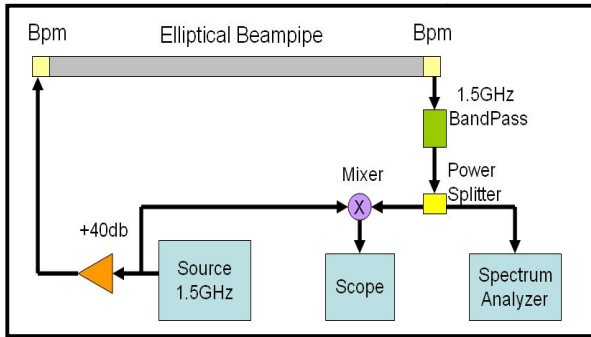 Bpm
Elliptical Beampipe
Bpm
1.5GHz
BandPass
Mixer
Power
Splitter
X
+40db
Source
1.5GHz
Scope
Spectrum
Analyzer